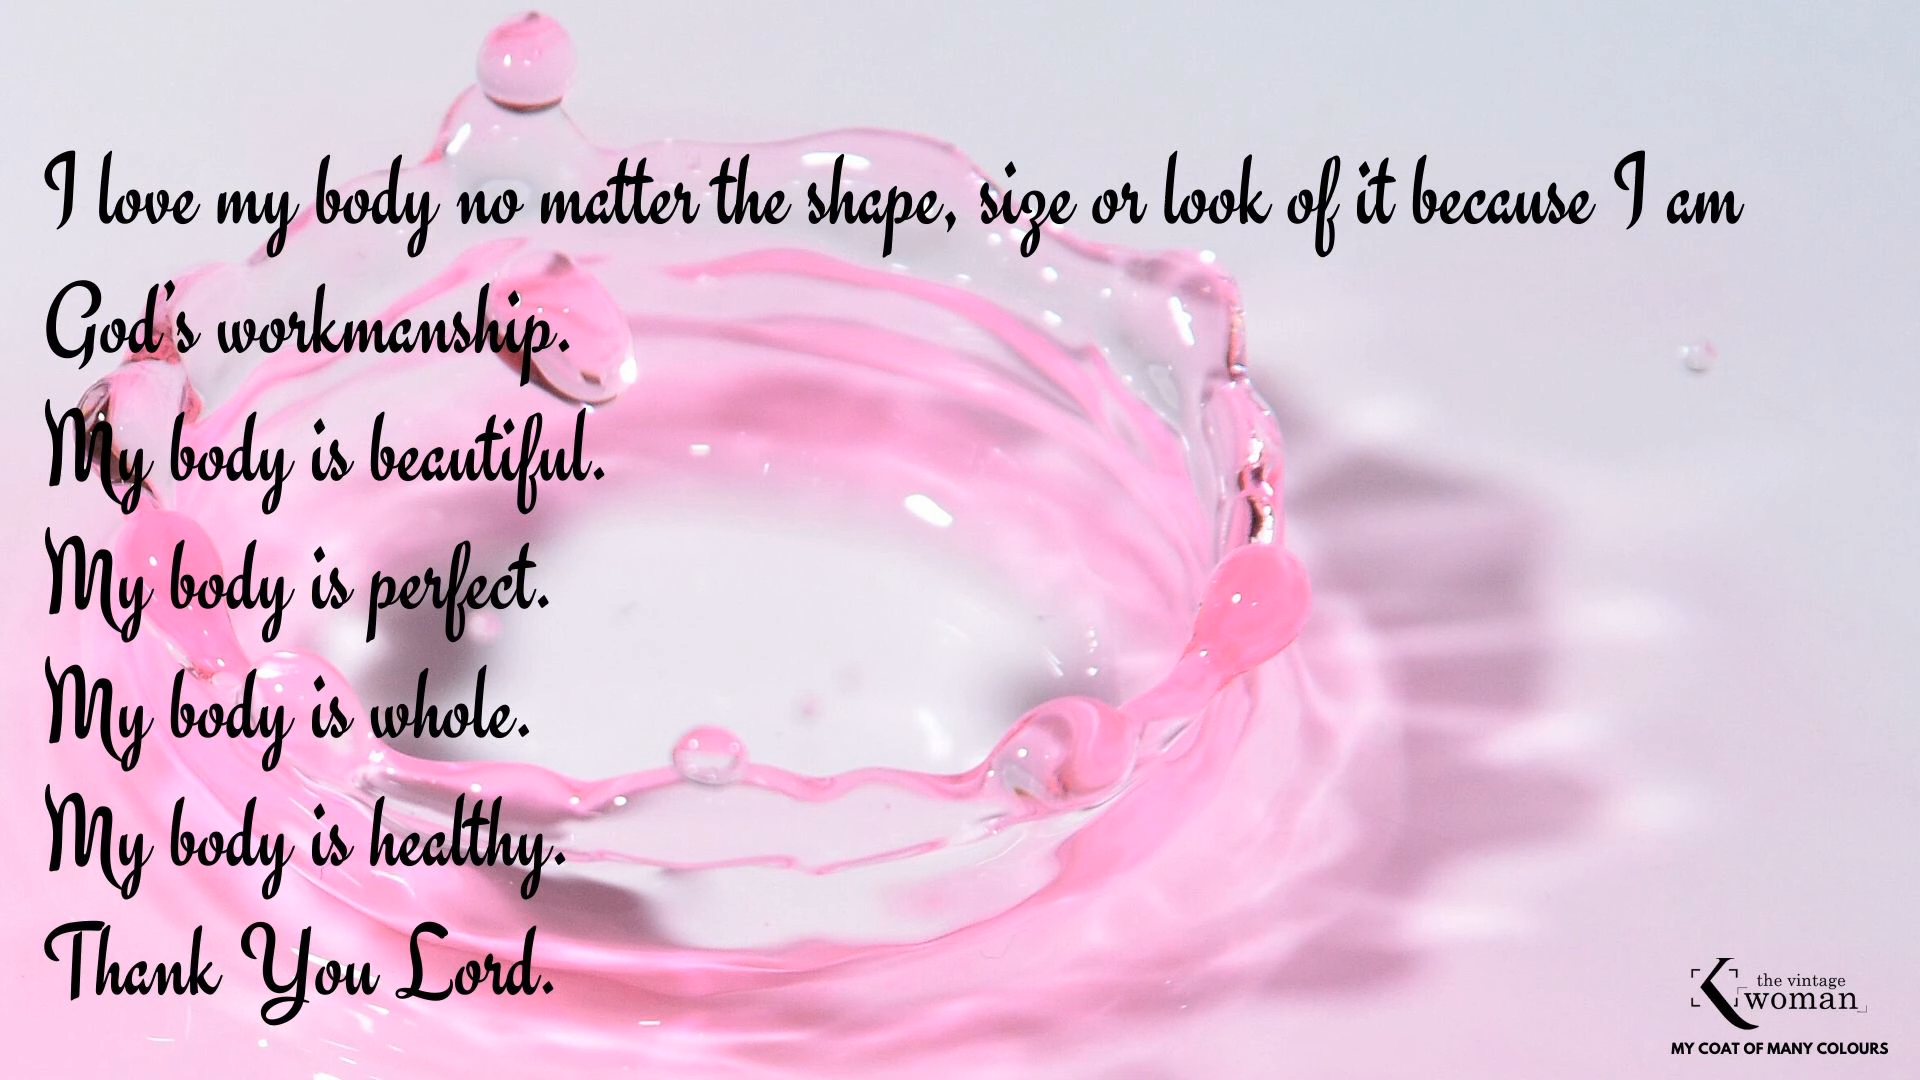 I love my body no matter the shape, size or look of it because I am
God's workmanship.
My body is beautiful.
My body is perfect.
My body is whole.
My body is healthy.
Thank You Lord.
K the vintage
woman
MY COAT OF MANY COLOURS